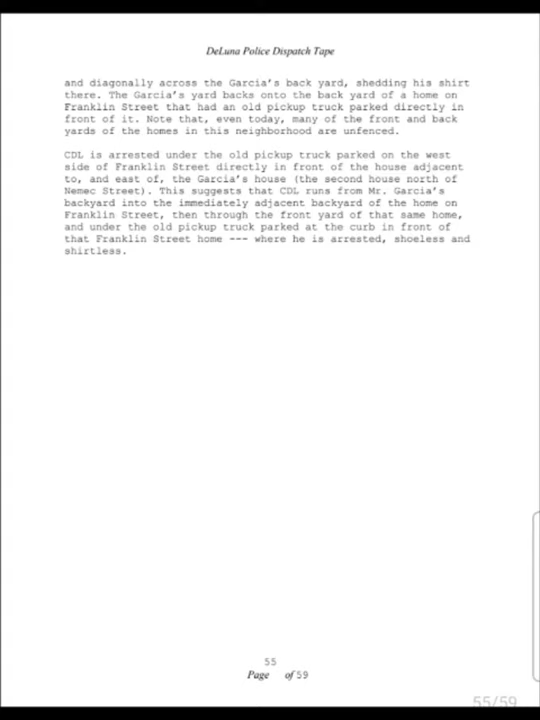 DeLuna Police Dispatch Tape
and diagonally across the Garcia's back yard, shedding his shirt
there. The Garcia's yard backs onto the back yard of a home on
Franklin Street that had an old pickup truck parked directly in
front of it. Note that, even today, many of the front and back
yards of the homes in this neighborhood are unfenced.
CDL is arrested under the old pickup truck parked on the west
side of Franklin Street directly in front of the house adjacent
to, and east of, the Garcia's house (the second house north of
Nemec Street). This suggests that CDL runs from Mr. Garcia's
backyard into the immediately adjacent backyard of the home on
Franklin Street, then through the front yard of that same home,
and under the old pickup truck parked at the curb in front of
that Franklin Street home --- where he is arrested, shoeless and
shirtless.
55
Page of 59
55/59